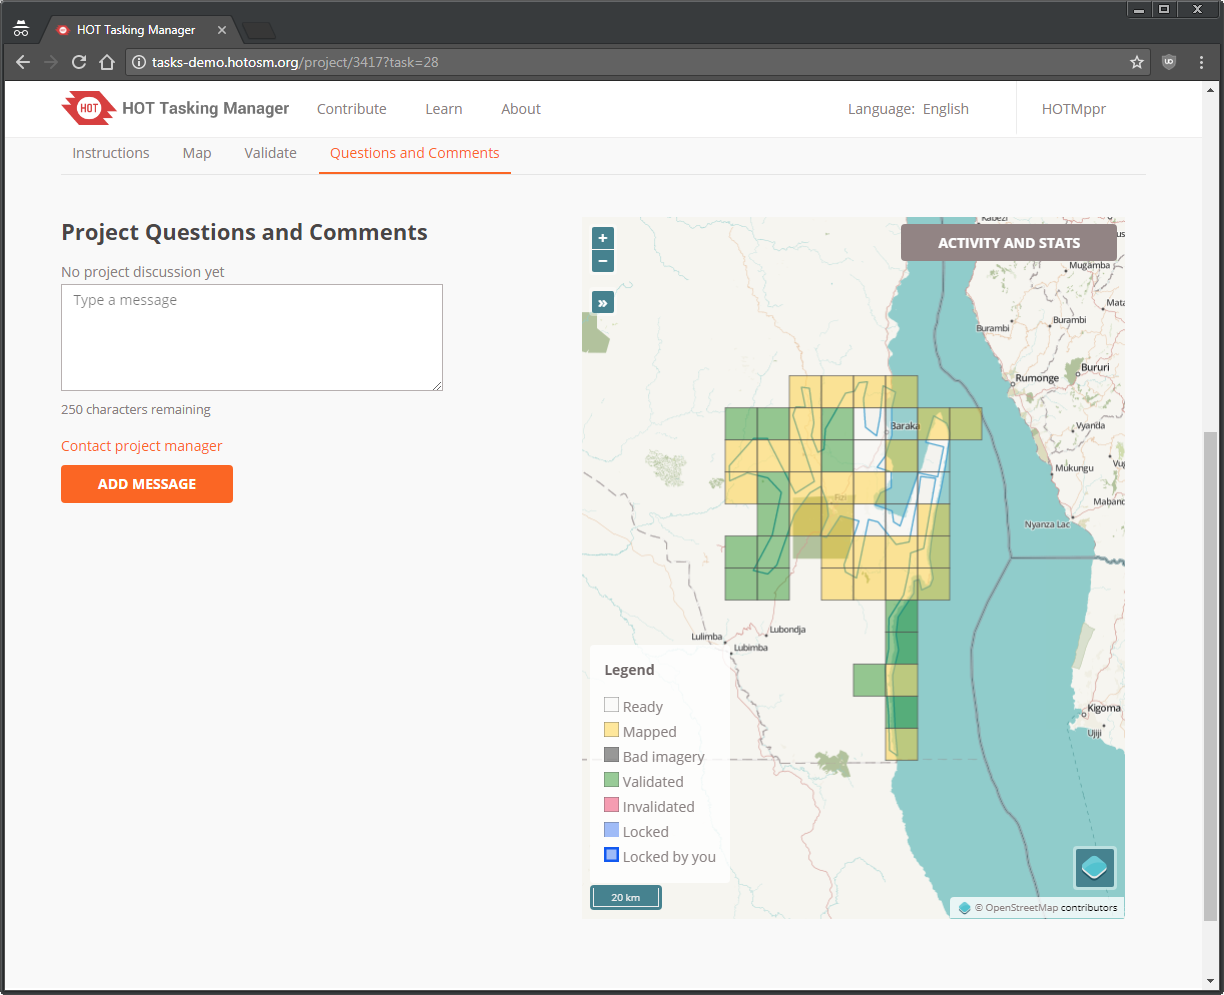 HOT Tasking Manager
tasks-demo.hotosm.org/project/3417?task=28
HOT
HOT Tasking Manager
Contribute
Learn
About
Language: English
HOTMppr
Instructions
Map
Validate
Questions and Comments
Project Questions and Comments
No project discussion yet
Type a message
250 characters remaining
Contact project manager
ADD MESSAGE
+
−
»
ACTIVITY AND STATS
Mugamba
Burambi
Burambi
Bururi
Rumonge
Vyanda
Baraka
Mukungu
Nyanza Lac
Lulimba
Lubondja
Lubimba
Kigoma
Ujiji
Legend
Ready
Mapped
Bad imagery
Validated
Invalidated
Locked
Locked by you
20 km
© OpenStreetMap contributors